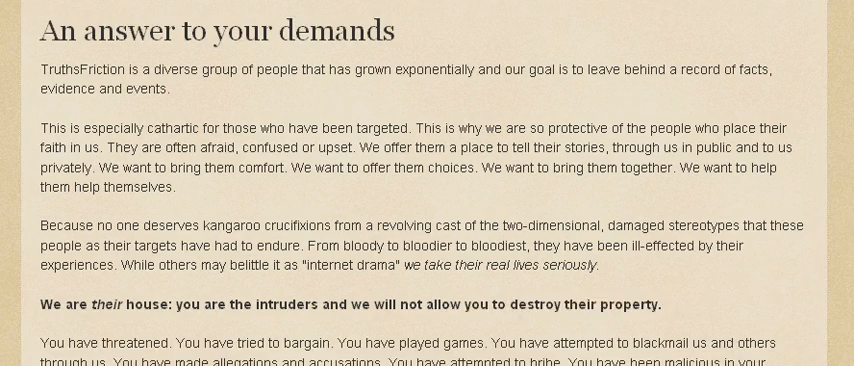 An answer to your demands
TruthsFriction is a diverse group of people that has grown exponentially and our goal is to leave behind a record of facts,
evidence and events.
This is especially cathartic for those who have been targeted. This is why we are so protective of the people who place their
faith in us. They are often afraid, confused or upset. We offer them a place to tell their stories, through us in public and to us
privately. We want to bring them comfort. We want to offer them choices. We want to bring them together. We want to help
them help themselves.
Because no one deserves kangaroo crucifixions from a revolving cast of the two-dimensional, damaged stereotypes that these
people as their targets have had to endure. From bloody to bloodier to bloodiest, they have been ill-effected by their
experiences. While others may belittle it as "internet drama" we take their real lives seriously.
We are their house: you are the intruders and we will not allow you to destroy their property.
You have threatened. You have tried to bargain. You have played games. You have attempted to blackmail us and others
through us. You have made allegations and accusations. You have attempted to bribe. You have been malicious in your